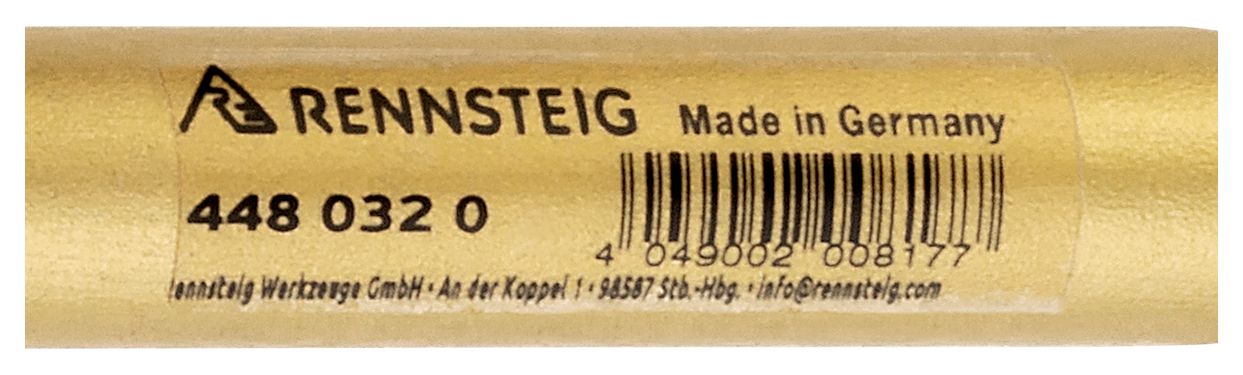 RENNSTEIG Made in Germany
448 032 0
4 049002 008177
ennsteig Werkzeuge GmbH · An der Koppel 1 · 98587 Stb.-Hbg. · info@rennsteig.com